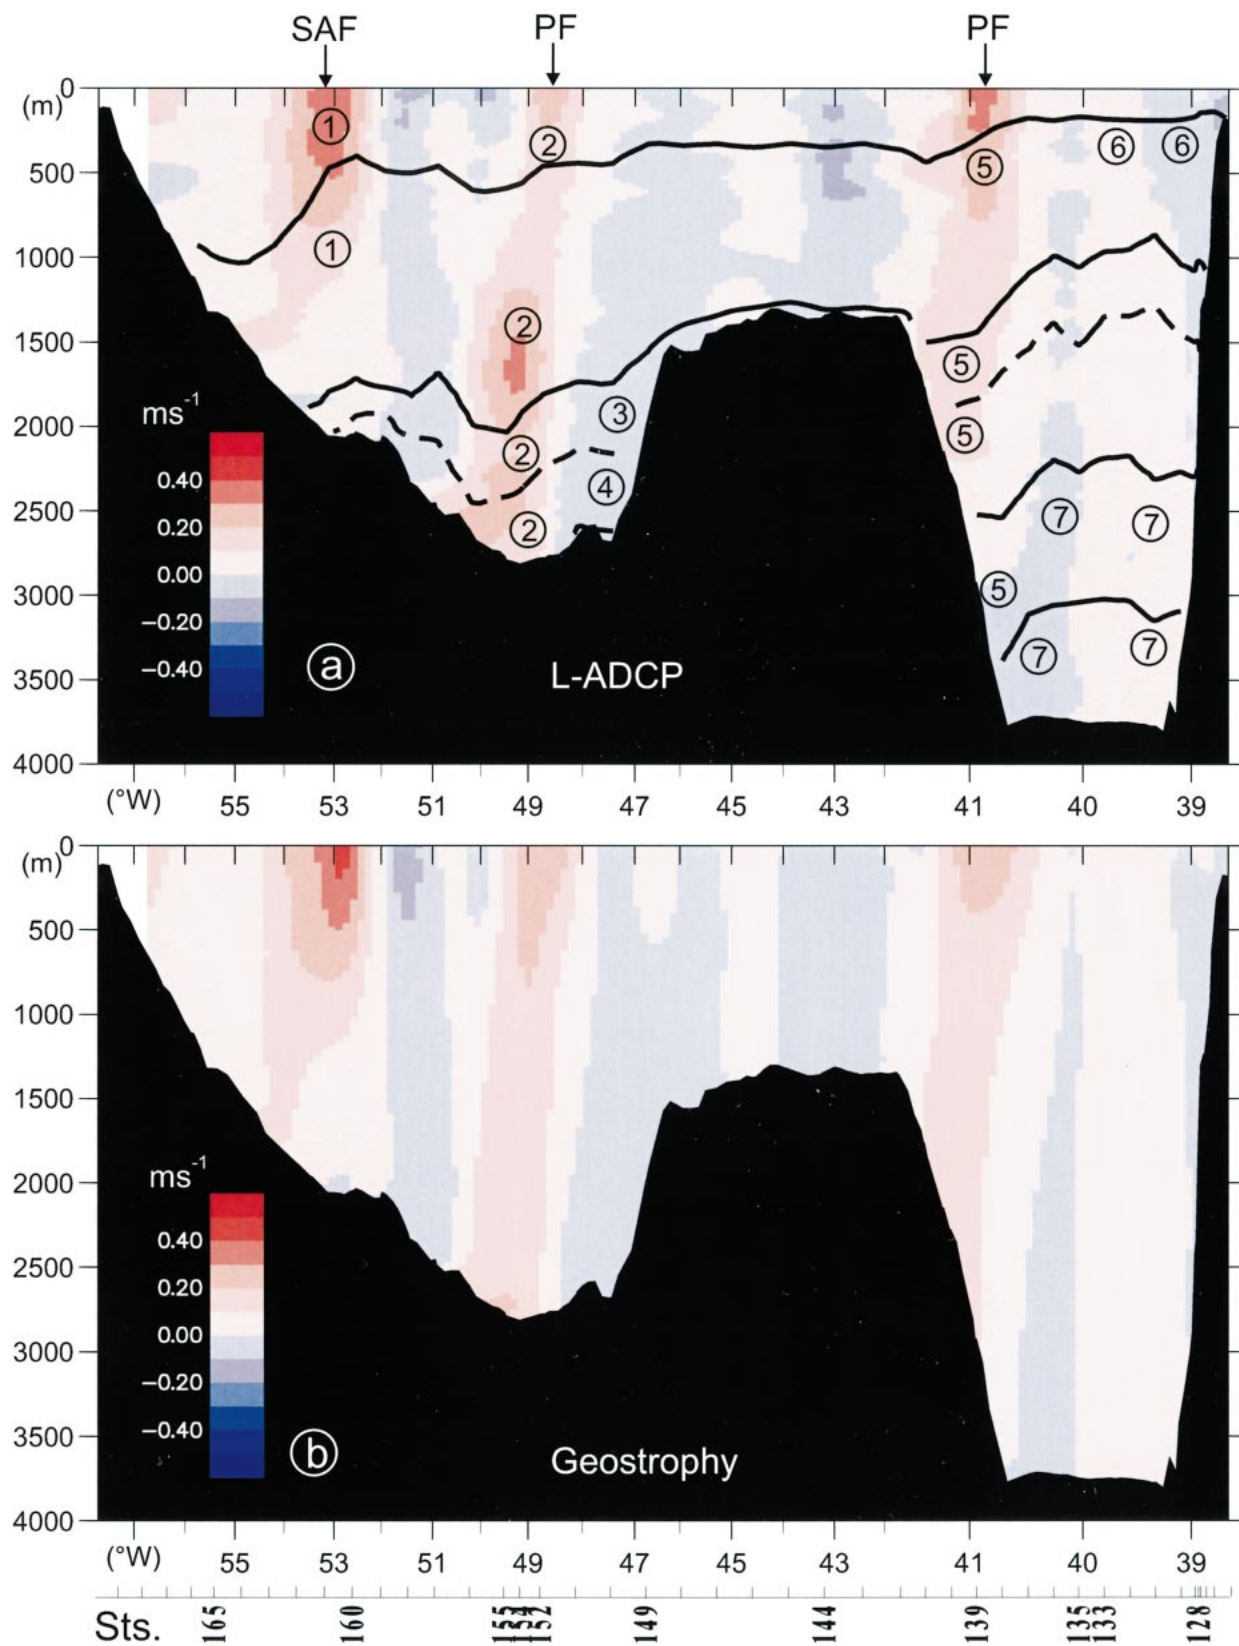 SAF PF PF
0
(m)
① ② ⑥ ⑥
500 ⑤
1000 ①
②
1500 ⑤
2000 ③ ⑤
ms⁻¹ ②
0.40 ④
2500 ② ⑦ ⑦
0.20
0.00 3000 ⑤
−0.20 ⑦ ⑦
−0.40 3500 ⓐ L-ADCP
4000
(°W) 55 53 51 49 47 45 43 41 40 39
0
(m)
500
1000
1500
2000
ms⁻¹
0.40
2500
0.20
0.00 3000
−0.20
−0.40 3500 ⓑ Geostrophy
4000
(°W) 55 53 51 49 47 45 43 41 40 39
Sts. 165 160 155 154 152 149 144 139 135 133 128